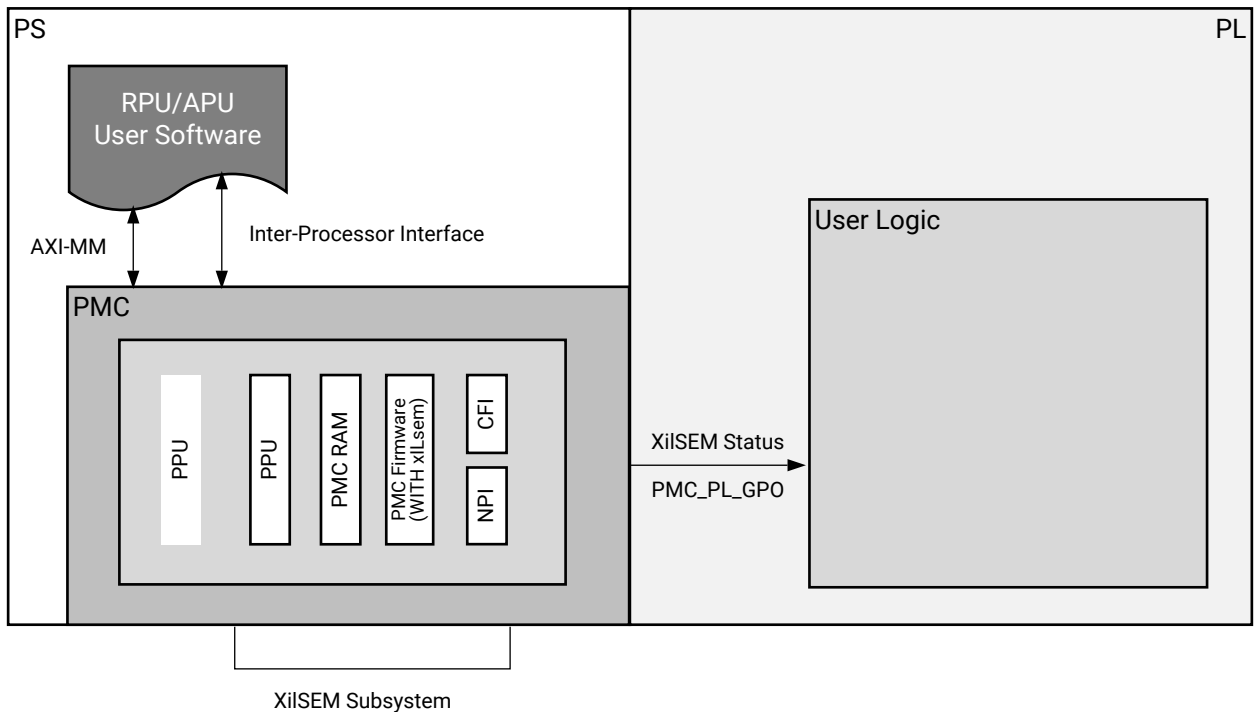 PS
PL
RPU/APU
User Software
AXI-MM
Inter-Processor Interface
User Logic
PMC
PPU
PPU
PMC RAM
PMC Firmware
(WITH xILsem)
CFI
NPI
XilSEM Status
PMC_PL_GPO
XilSEM Subsystem